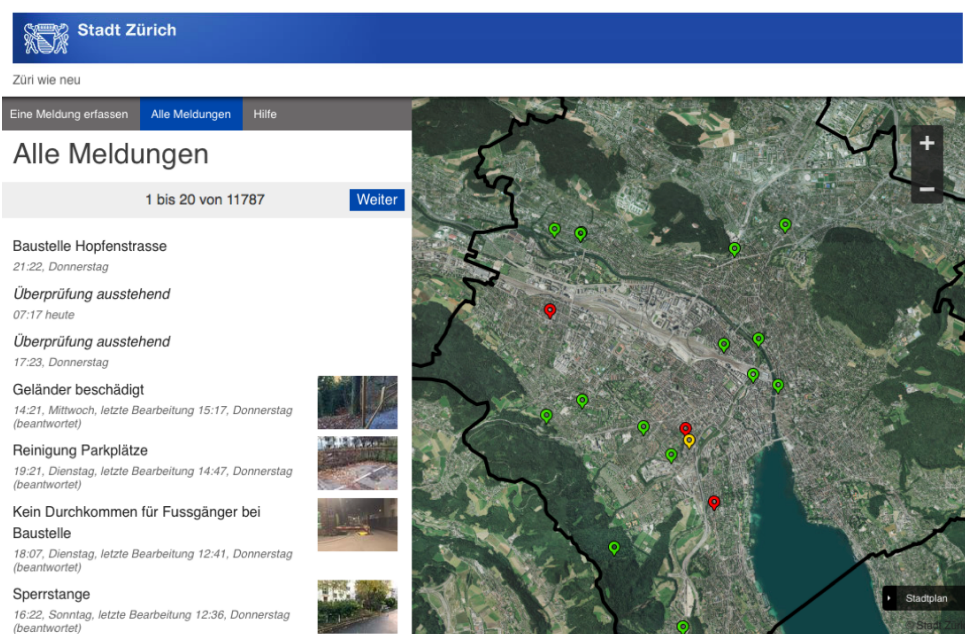 Stadt Zürich
Züri wie neu
Eine Meldung erfassen Alle Meldungen Hilfe
Alle Meldungen
1 bis 20 von 11787 Weiter
Baustelle Hopfenstrasse
21:22, Donnerstag
Überprüfung ausstehend
07:17 heute
Überprüfung ausstehend
17:23, Donnerstag
Geländer beschädigt
14:21, Mittwoch, letzte Bearbeitung 15:17, Donnerstag
(beantwortet)
Reinigung Parkplätze
19:21, Dienstag, letzte Bearbeitung 14:47, Donnerstag
(beantwortet)
Kein Durchkommen für Fussgänger bei
Baustelle
18:07, Dienstag, letzte Bearbeitung 12:41, Donnerstag
(beantwortet)
Sperrstange
16:22, Sonntag, letzte Bearbeitung 12:36, Donnerstag
(beantwortet)
+
−
Stadtplan
© Stadt